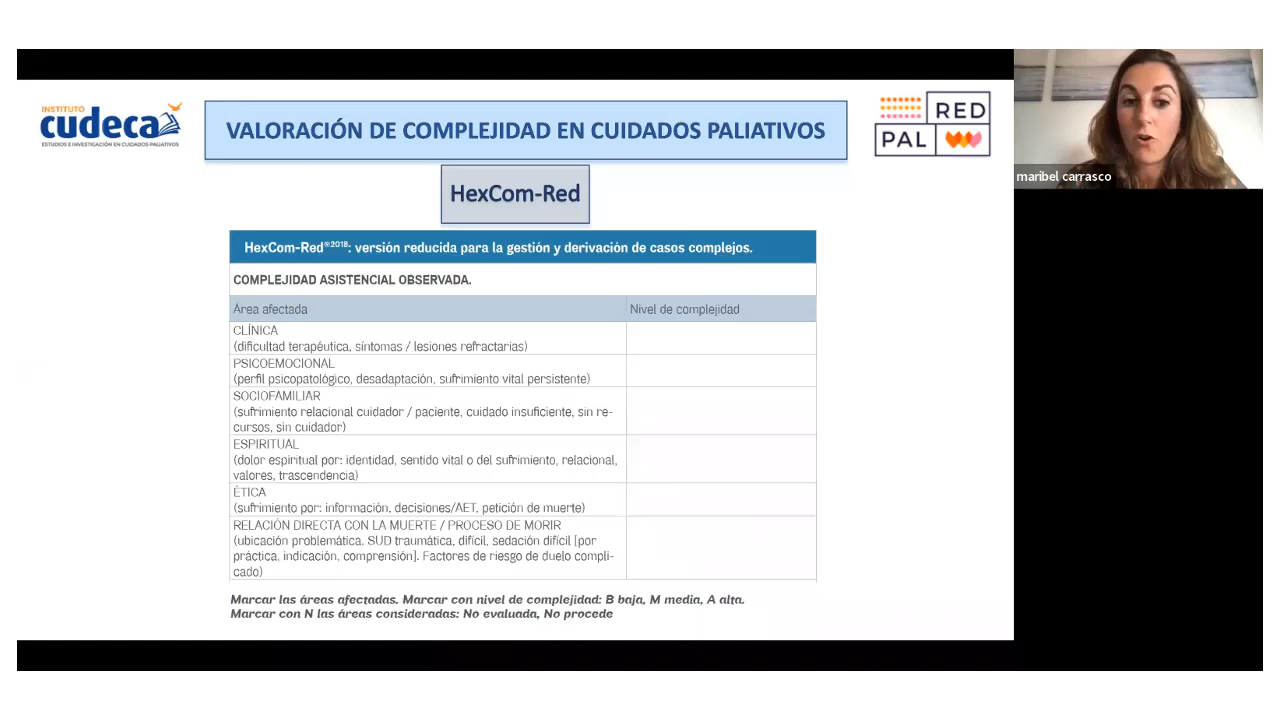 INSTITUTO
cudeca
ESTUDIOS E INVESTIGACIÓN EN CUIDADOS PALIATIVOS
VALORACIÓN DE COMPLEJIDAD EN CUIDADOS PALIATIVOS
RED
PAL
maribel carrasco
HexCom-Red
HexCom-Red®2018: versión reducida para la gestión y derivación de casos complejos.
COMPLEJIDAD ASISTENCIAL OBSERVADA.
Área afectada
Nivel de complejidad
CLÍNICA
(dificultad terapéutica, síntomas / lesiones refractarias)
PSICOEMOCIONAL
(perfil psicopatológico, desadaptación, sufrimiento vital persistente)
SOCIOFAMILIAR
(sufrimiento relacional cuidador / paciente, cuidado insuficiente, sin re-
cursos, sin cuidador)
ESPIRITUAL
(dolor espiritual por: identidad, sentido vital o del sufrimiento, relacional,
valores, trascendencia)
ÉTICA
(sufrimiento por: información, decisiones/AET, petición de muerte)
RELACIÓN DIRECTA CON LA MUERTE / PROCESO DE MORIR
(ubicación problemática. SUD traumática, difícil, sedación difícil [por
práctica, indicación, comprensión]. Factores de riesgo de duelo compli-
cado)
Marcar las áreas afectadas. Marcar con nivel de complejidad: B baja, M media, A alta.
Marcar con N las áreas consideradas: No evaluada, No procede